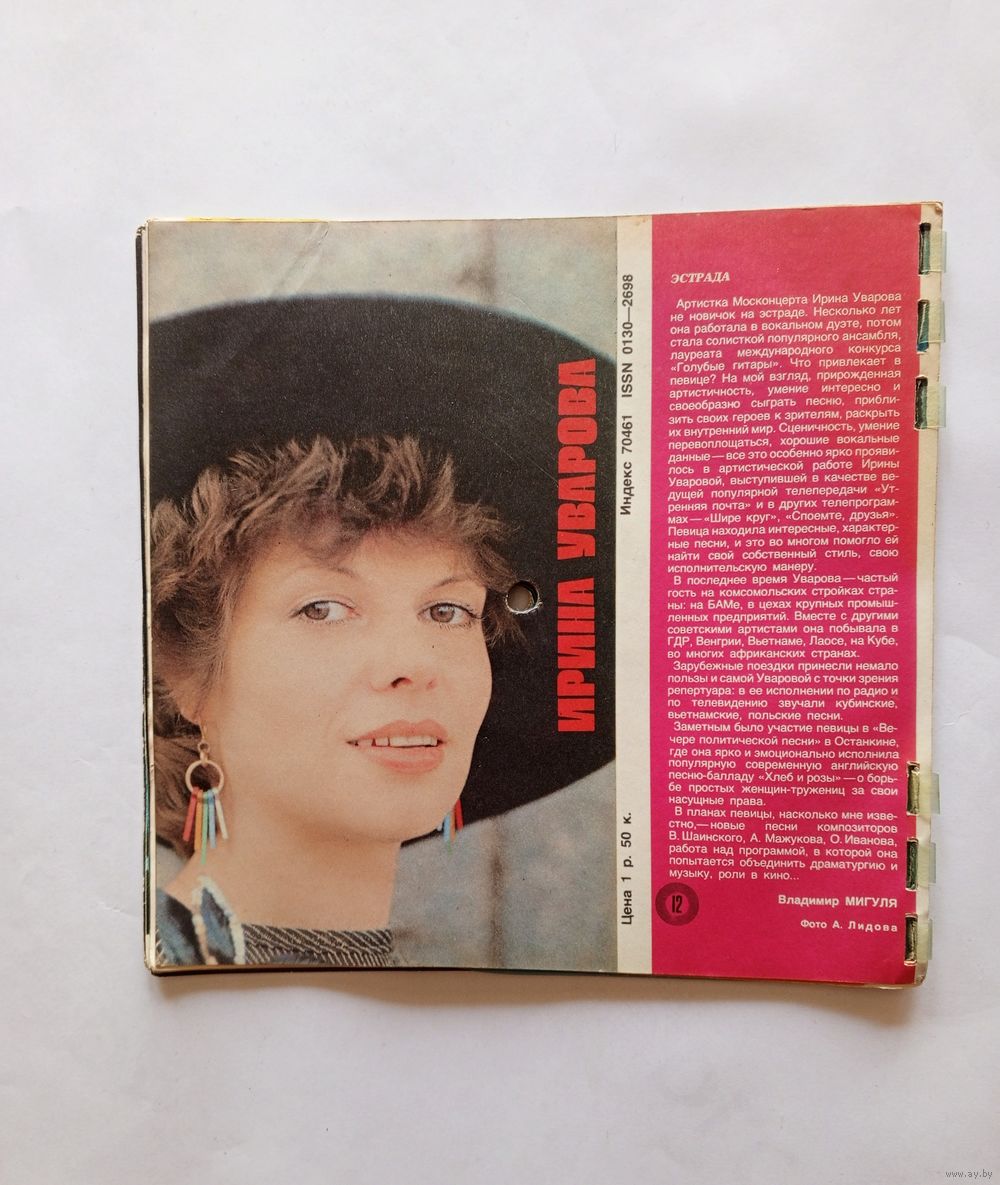 ИРИНА УВАРОВА
Цена 1 р. 50 к. Индекс 70461 ISSN 0130—2698
ЭСТРАДА
Артистка Москонцерта Ирина Уварова
не новичок на эстраде. Несколько лет
она работала в вокальном дуэте, потом
стала солисткой популярного ансамбля,
лауреата международного конкурса
«Голубые гитары». Что привлекает в
певице? На мой взгляд, прирожденная
артистичность, умение интересно и
своеобразно сыграть песню, прибли-
зить своих героев к зрителям, раскрыть
их внутренний мир. Сценичность, умение
перевоплощаться, хорошие вокальные
данные — все это особенно ярко прояви-
лось в артистической работе Ирины
Уваровой, выступившей в качестве ве-
дущей популярной телепередачи «Ут-
ренняя почта» и в других телепрограм-
мах — «Шире круг», «Споемте, друзья».
Певица находила интересные, характер-
ные песни, и это во многом помогло ей
найти свой собственный стиль, свою
исполнительскую манеру.
В последнее время Уварова — частый
гость на комсомольских стройках стра-
ны: на БАМе, в цехах крупных промыш-
ленных предприятий. Вместе с другими
советскими артистами она побывала в
ГДР, Венгрии, Вьетнаме, Лаосе, на Кубе,
во многих африканских странах.
Зарубежные поездки принесли немало
пользы и самой Уваровой с точки зрения
репертуара: в ее исполнении по радио и
по телевидению звучали кубинские,
вьетнамские, польские песни.
Заметным было участие певицы в «Ве-
чере политической песни» в Останкине,
где она ярко и эмоционально исполнила
популярную современную английскую
песню-балладу «Хлеб и розы» — о борь-
бе простых женщин-тружениц за свои
насущные права.
В планах певицы, насколько мне изве-
стно, — новые песни композиторов
В. Шаинского, А. Мажукова, О. Иванова,
работа над программой, в которой она
попытается объединить драматургию и
музыку, роли в кино...
12
Владимир МИГУЛЯ
Фото А. Лидова
www.ay.by